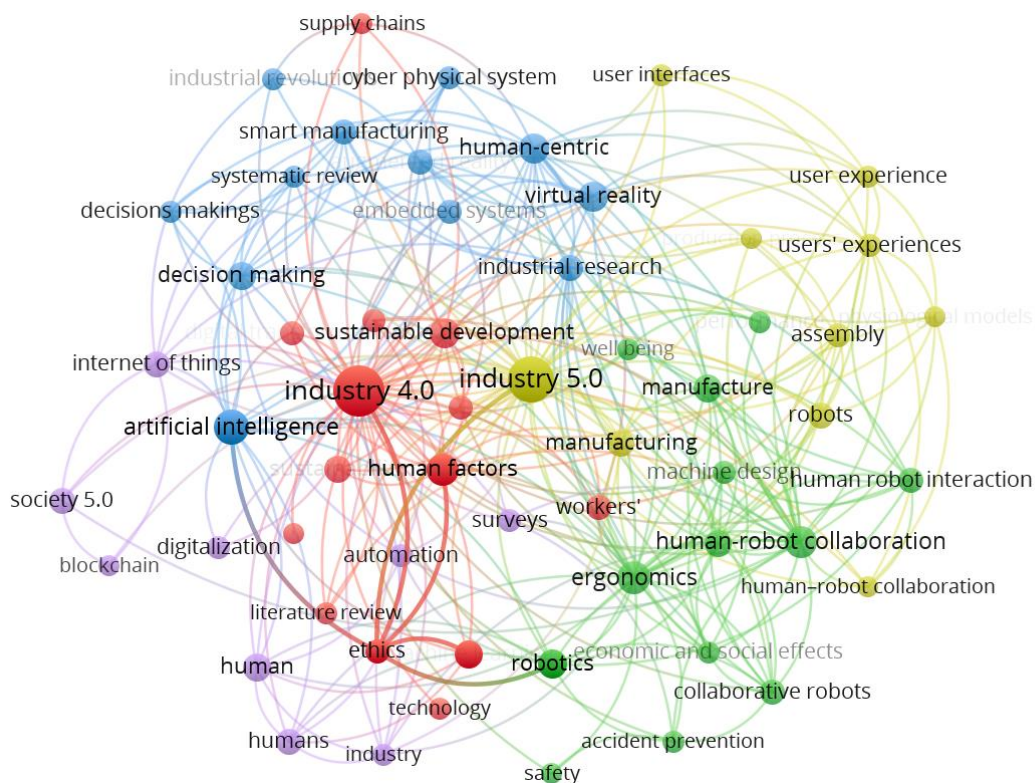 supply chains
industrial revolutions
cyber physical system
user interfaces
smart manufacturing
human-centric
systematic review
user experience
virtual reality
decisions makings
embedded systems
users' experiences
decision making
industrial research
physiological models
sustainable development
assembly
well being
internet of things
industry 4.0
industry 5.0
manufacture
artificial intelligence
robots
manufacturing
human factors
machine design
human robot interaction
society 5.0
workers'
surveys
digitalization
automation
human-robot collaboration
blockchain
ergonomics
human–robot collaboration
literature review
ethics
economic and social effects
human
robotics
collaborative robots
technology
humans
industry
accident prevention
safety